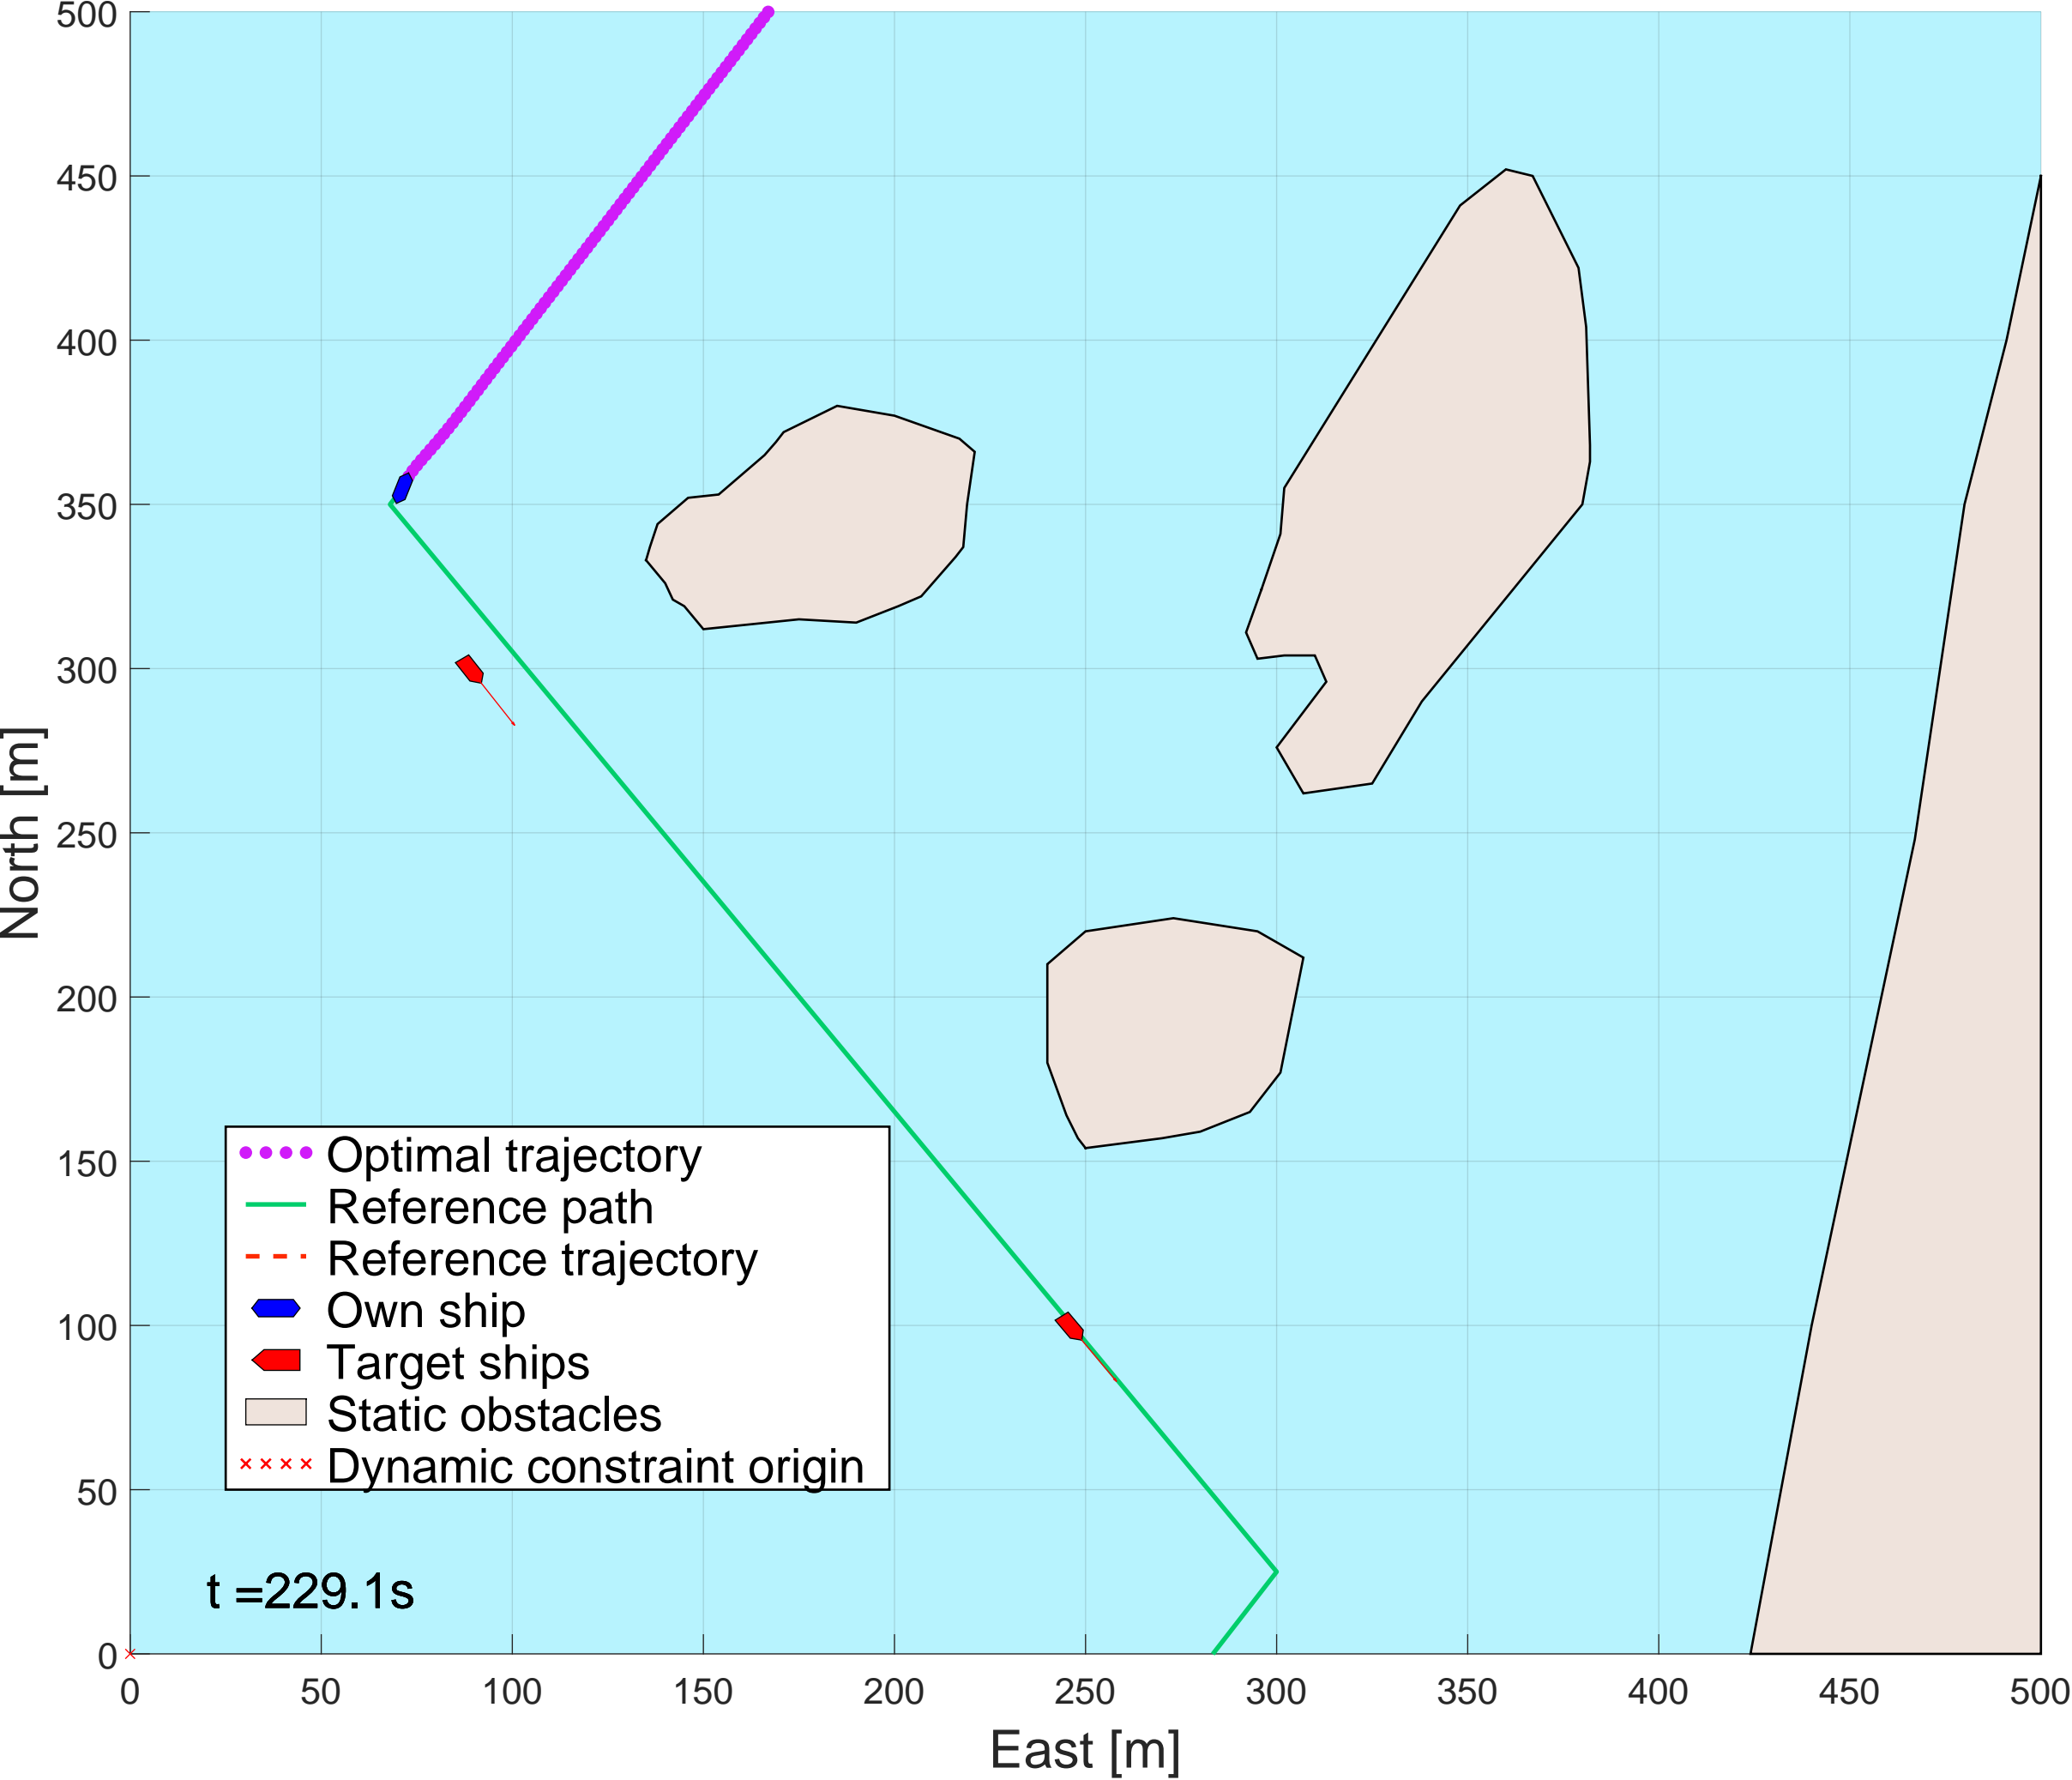 500
450
400
350
300
250
200
150
100
50
0
North [m]
Optimal trajectory
Reference path
Reference trajectory
Own ship
Target ships
Static obstacles
Dynamic constraint origin
t =229.1s
0 50 100 150 200 250 300 350 400 450 500
East [m]